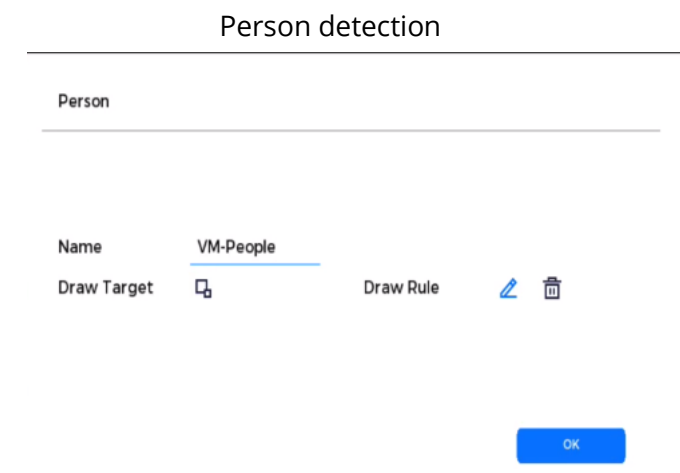 Person detection
Person
Name VM-People
Draw Target Draw Rule
OK